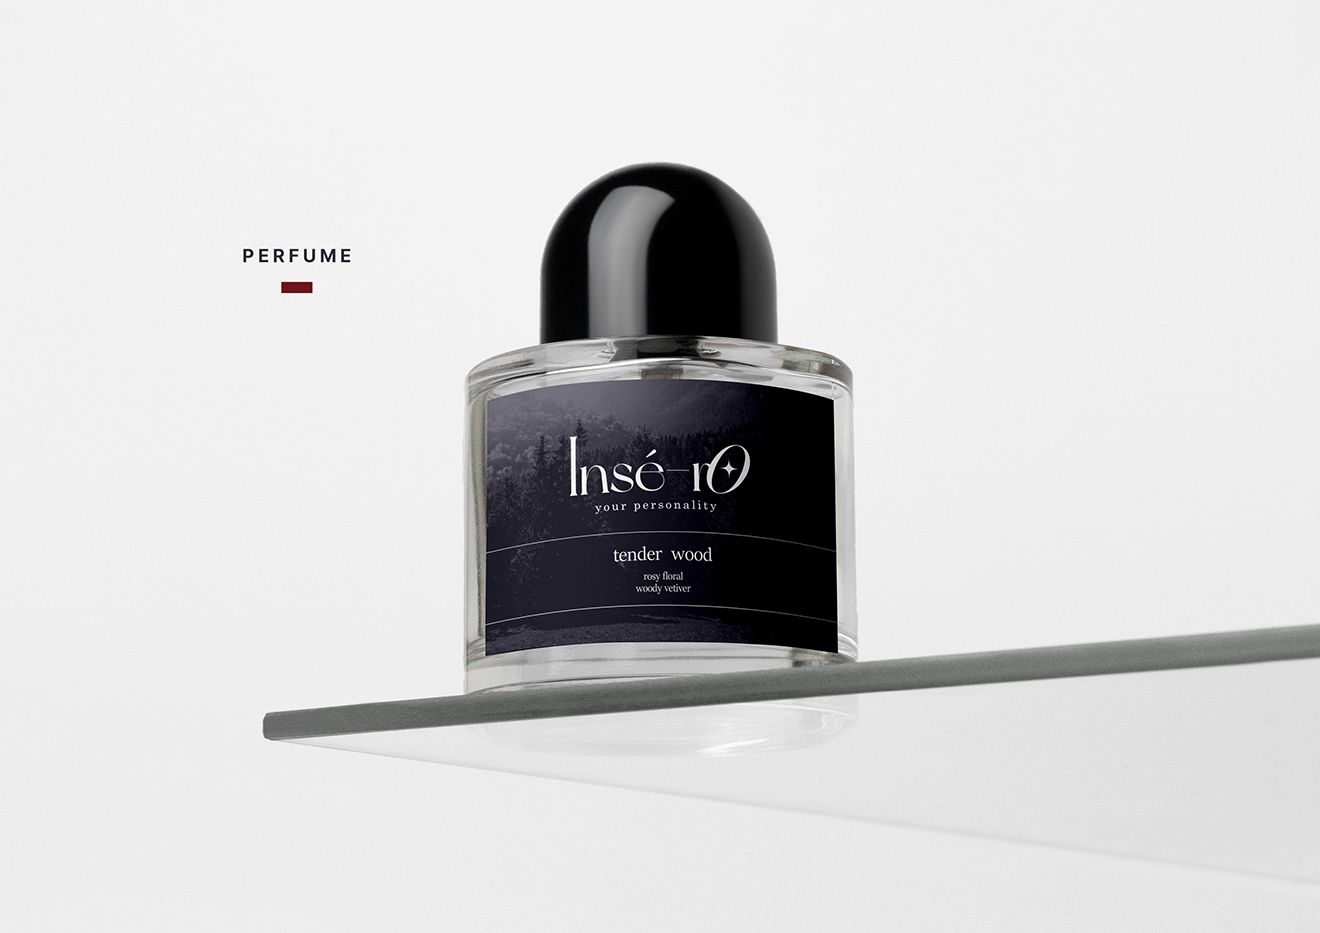 PERFUME
Insé-rO
your personality
tender wood
rosy floral
woody vetiver